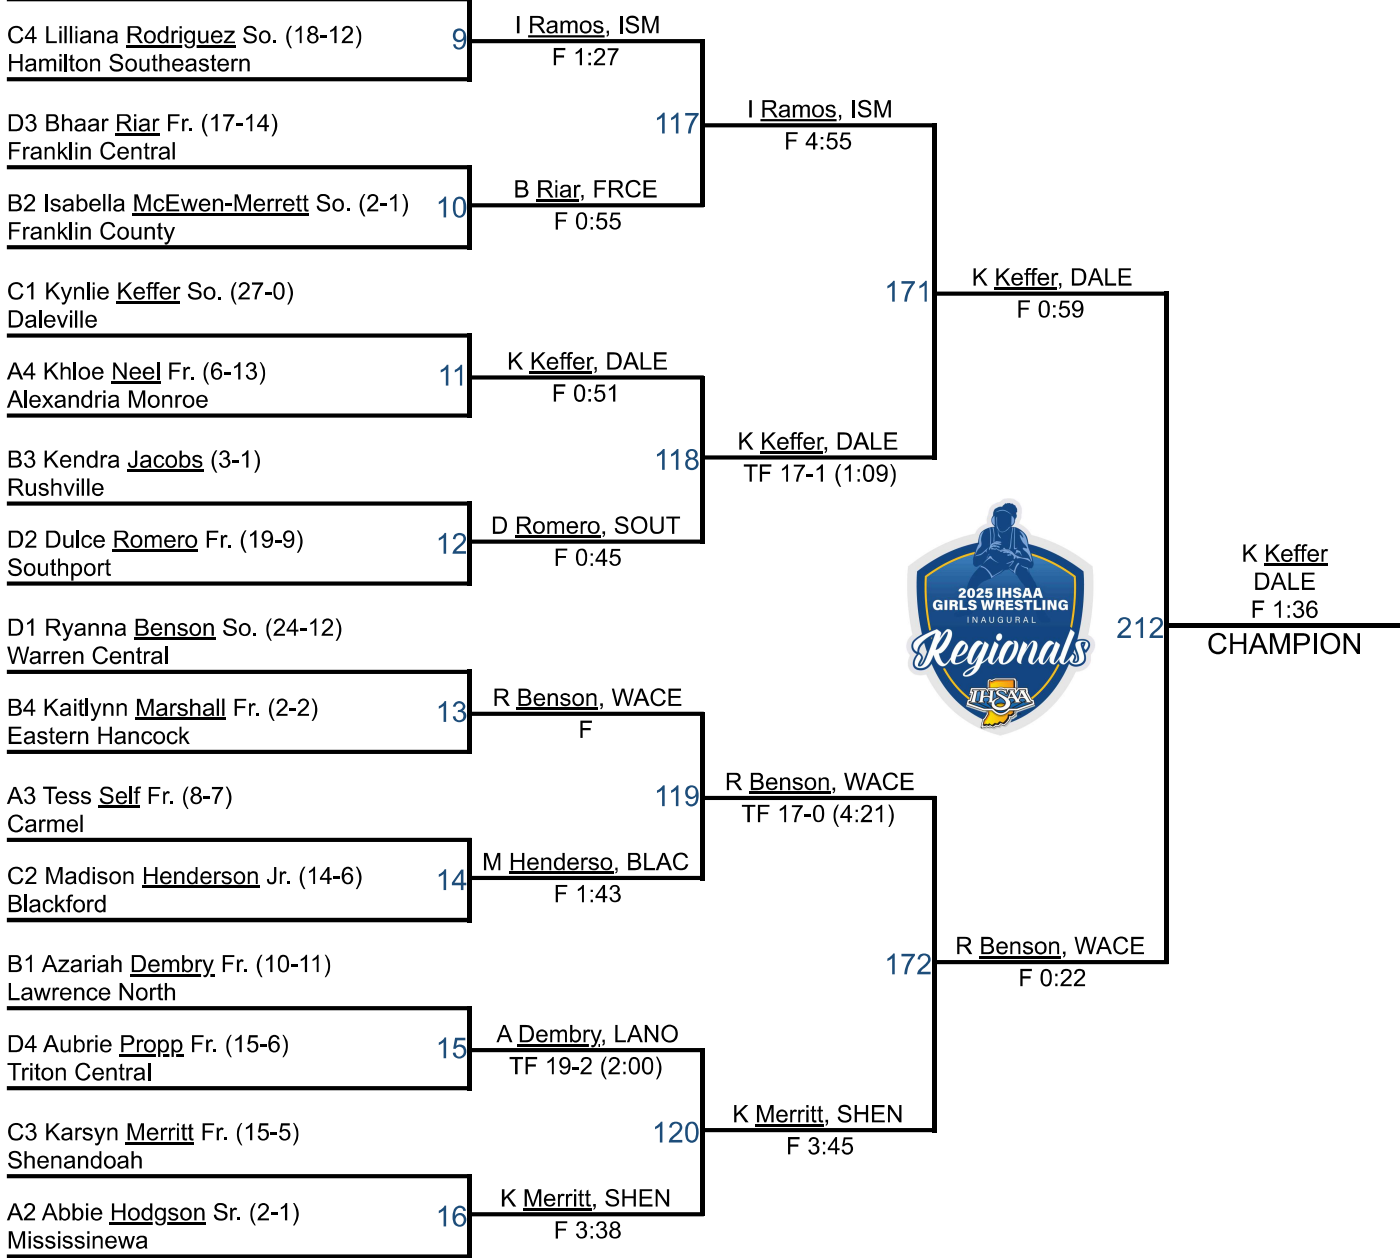 C4 Lilliana Rodriguez So. (18-12)
Hamilton Southeastern
9
I Ramos, ISM
F 1:27
D3 Bhaar Riar Fr. (17-14)
Franklin Central
117
I Ramos, ISM
F 4:55
B2 Isabella McEwen-Merrett So. (2-1)
Franklin County
10
B Riar, FRCE
F 0:55
C1 Kynlie Keffer So. (27-0)
Daleville
171
K Keffer, DALE
F 0:59
A4 Khloe Neel Fr. (6-13)
Alexandria Monroe
11
K Keffer, DALE
F 0:51
B3 Kendra Jacobs (3-1)
Rushville
118
K Keffer, DALE
TF 17-1 (1:09)
D2 Dulce Romero Fr. (19-9)
Southport
12
D Romero, SOUT
F 0:45
2025 IHSAA
GIRLS WRESTLING
INAUGURAL
Regionals
IHSAA
212
K Keffer
DALE
F 1:36
CHAMPION
D1 Ryanna Benson So. (24-12)
Warren Central
B4 Kaitlynn Marshall Fr. (2-2)
Eastern Hancock
13
R Benson, WACE
F
A3 Tess Self Fr. (8-7)
Carmel
119
R Benson, WACE
TF 17-0 (4:21)
C2 Madison Henderson Jr. (14-6)
Blackford
14
M Henderso, BLAC
F 1:43
B1 Azariah Dembry Fr. (10-11)
Lawrence North
172
R Benson, WACE
F 0:22
D4 Aubrie Propp Fr. (15-6)
Triton Central
15
A Dembry, LANO
TF 19-2 (2:00)
C3 Karsyn Merritt Fr. (15-5)
Shenandoah
120
K Merritt, SHEN
F 3:45
A2 Abbie Hodgson Sr. (2-1)
Mississinewa
16
K Merritt, SHEN
F 3:38